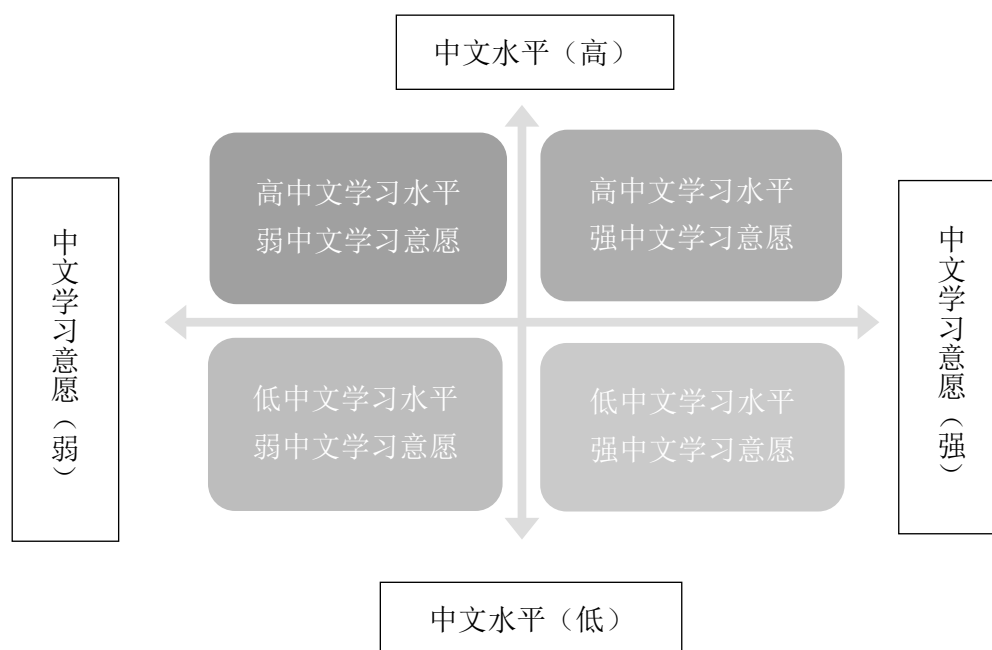 中文水平（高）
高中文学习水平
弱中文学习意愿
高中文学习水平
强中文学习意愿
中文学习意愿（弱）
中文学习意愿（强）
低中文学习水平
弱中文学习意愿
低中文学习水平
强中文学习意愿
中文水平（低）